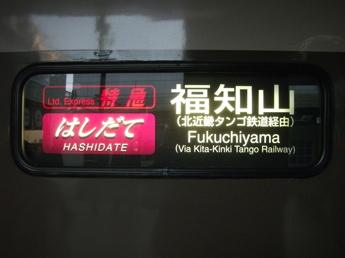 Ltd. Express 特急
はしだて
HASHIDATE
福知山
(北近畿タンゴ鉄道経由)
Fukuchiyama
(Via Kita-Kinki Tango Railway)